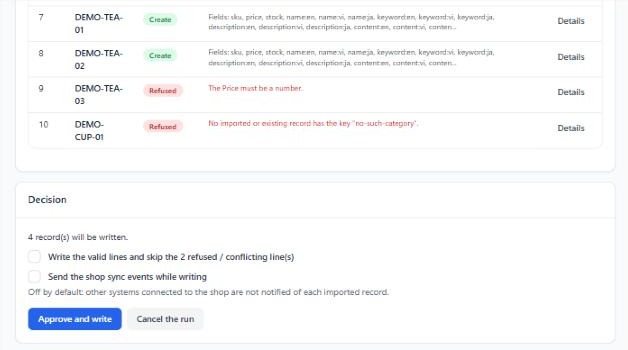 7 DEMO-TEA-01 Create Fields: sku, price, stock, name:en, name:vi, name:ja, keyword:en, keyword:vi, keyword:ja, description:en, description:vi, description:ja, content:en, content:vi, conten... Details
8 DEMO-TEA-02 Create Fields: sku, price, stock, name:en, name:vi, name:ja, keyword:en, keyword:vi, keyword:ja, description:en, description:vi, description:ja, content:en, content:vi, conten... Details
9 DEMO-TEA-03 Refused The Price must be a number. Details
10 DEMO-CUP-01 Refused No imported or existing record has the key "no-such-category". Details
Decision
4 record(s) will be written.
Write the valid lines and skip the 2 refused / conflicting line(s)
Send the shop sync events while writing
Off by default: other systems connected to the shop are not notified of each imported record.
Approve and write Cancel the run